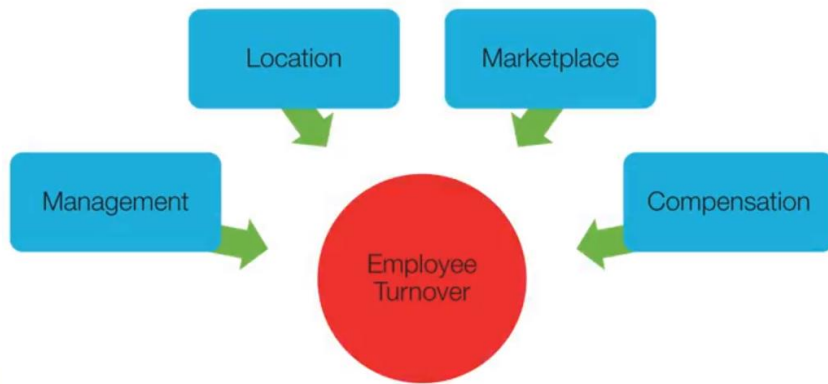 Location
Marketplace
Management
Compensation
Employee
Turnover